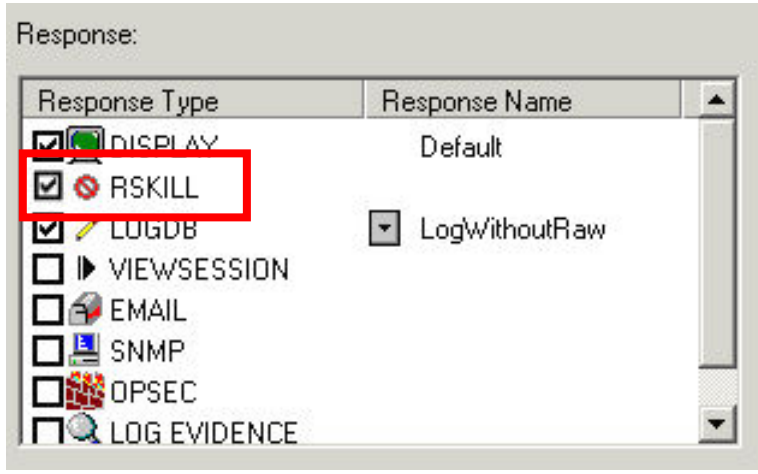 Response:
Response Type Response Name
DISPLAY Default
RSKILL
LOGDB LogWithoutRaw
VIEWSESSION
EMAIL
SNMP
OPSEC
LOG EVIDENCE